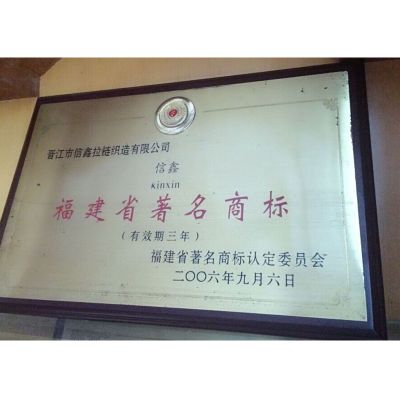 晋江市信鑫拉链织造有限公司
信鑫
xinxin
福建省著名商标
（有效期三年）
福建省著名商标认定委员会
二〇〇六年九月六日